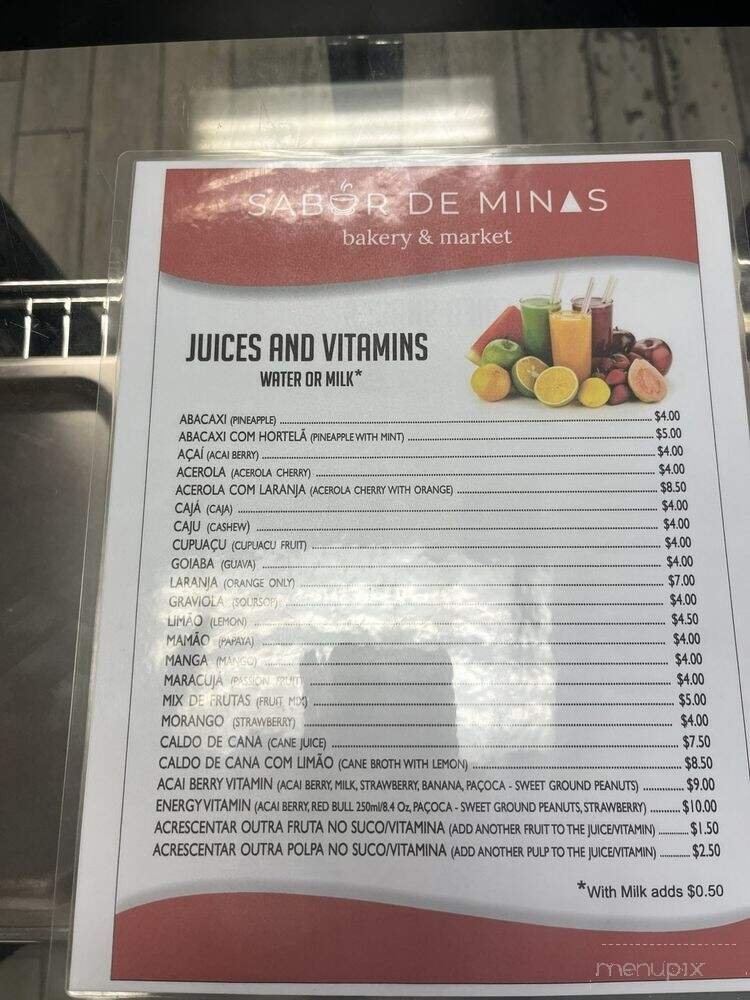 SABOR DE MINAS
bakery & market
JUICES AND VITAMINS
WATER OR MILK*
ABACAXI (PINEAPPLE) $4.00
ABACAXI COM HORTELÃ (PINEAPPLE WITH MINT) $5.00
AÇAÍ (ACAI BERRY) $4.00
ACEROLA (ACEROLA CHERRY) $4.00
ACEROLA COM LARANJA (ACEROLA CHERRY WITH ORANGE) $8.50
CAJÁ (CAJA) $4.00
CAJU (CASHEW) $4.00
CUPUAÇU (CUPUACU FRUIT) $4.00
GOIABA (GUAVA) $4.00
LARANJA (ORANGE ONLY) $7.00
GRAVIOLA (SOURSOP) $4.00
LIMÃO (LEMON) $4.50
MAMÃO (PAPAYA) $4.00
MANGA (MANGO) $4.00
MARACUJÁ (PASSION FRUIT) $4.00
MIX DE FRUTAS (FRUIT MIX) $5.00
MORANGO (STRAWBERRY) $4.00
CALDO DE CANA (CANE JUICE) $7.50
CALDO DE CANA COM LIMÃO (CANE BROTH WITH LEMON) $8.50
ACAI BERRY VITAMIN (ACAI BERRY, MILK, STRAWBERRY, BANANA, PAÇOCA - SWEET GROUND PEANUTS) $9.00
ENERGY VITAMIN (ACAI BERRY, RED BULL 250ml/8.4 Oz, PAÇOCA - SWEET GROUND PEANUTS, STRAWBERRY) $10.00
ACRESCENTAR OUTRA FRUTA NO SUCO/VITAMINA (ADD ANOTHER FRUIT TO THE JUICE/VITAMIN) $1.50
ACRESCENTAR OUTRA POLPA NO SUCO/VITAMINA (ADD ANOTHER PULP TO THE JUICE/VITAMIN) $2.50
*With Milk adds $0.50
menupix